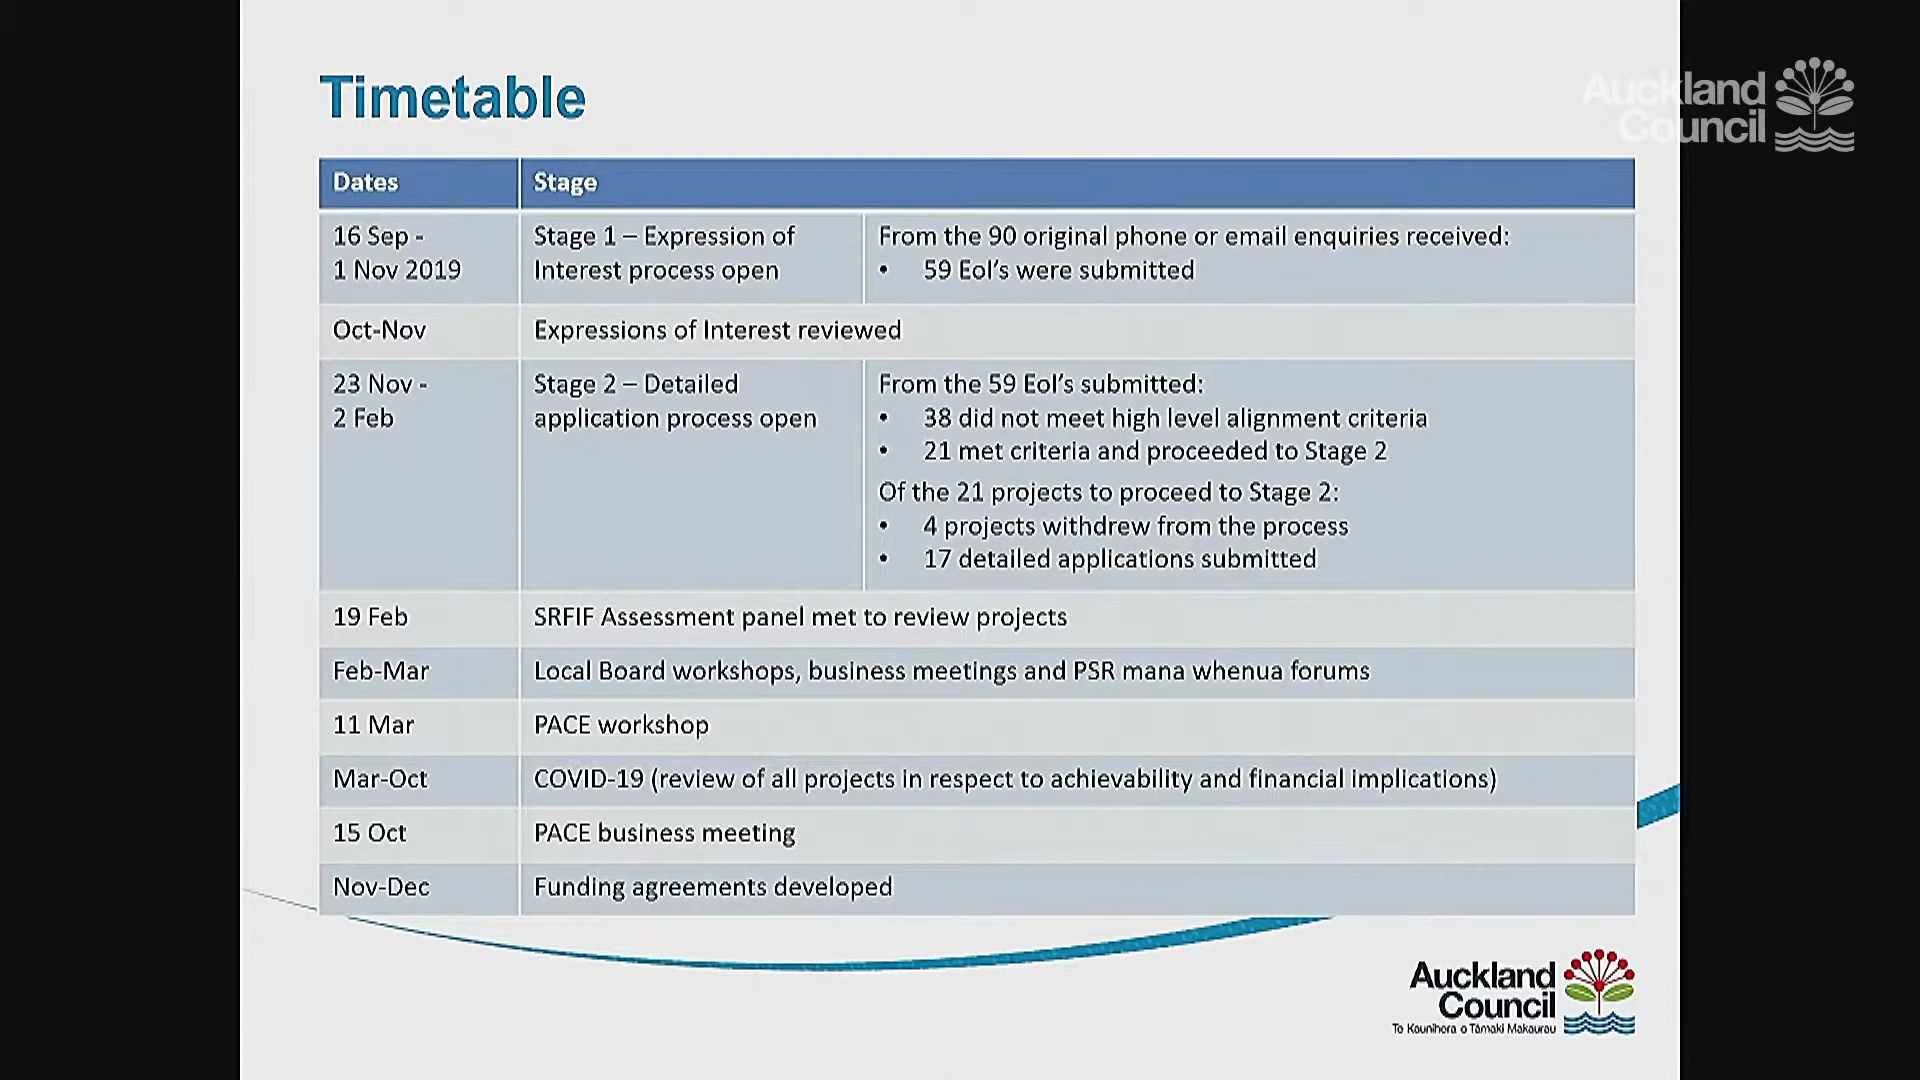 Timetable
Auckland
Council
Dates
Stage
16 Sep -
1 Nov 2019
Stage 1 – Expression of
Interest process open
From the 90 original phone or email enquiries received:
• 59 EoI's were submitted
Oct-Nov
Expressions of Interest reviewed
23 Nov -
2 Feb
Stage 2 – Detailed
application process open
From the 59 EoI's submitted:
• 38 did not meet high level alignment criteria
• 21 met criteria and proceeded to Stage 2
Of the 21 projects to proceed to Stage 2:
• 4 projects withdrew from the process
• 17 detailed applications submitted
19 Feb
SRFIF Assessment panel met to review projects
Feb-Mar
Local Board workshops, business meetings and PSR mana whenua forums
11 Mar
PACE workshop
Mar-Oct
COVID-19 (review of all projects in respect to achievability and financial implications)
15 Oct
PACE business meeting
Nov-Dec
Funding agreements developed
Auckland
Council
Te Kaunihera o Tāmaki Makaurau